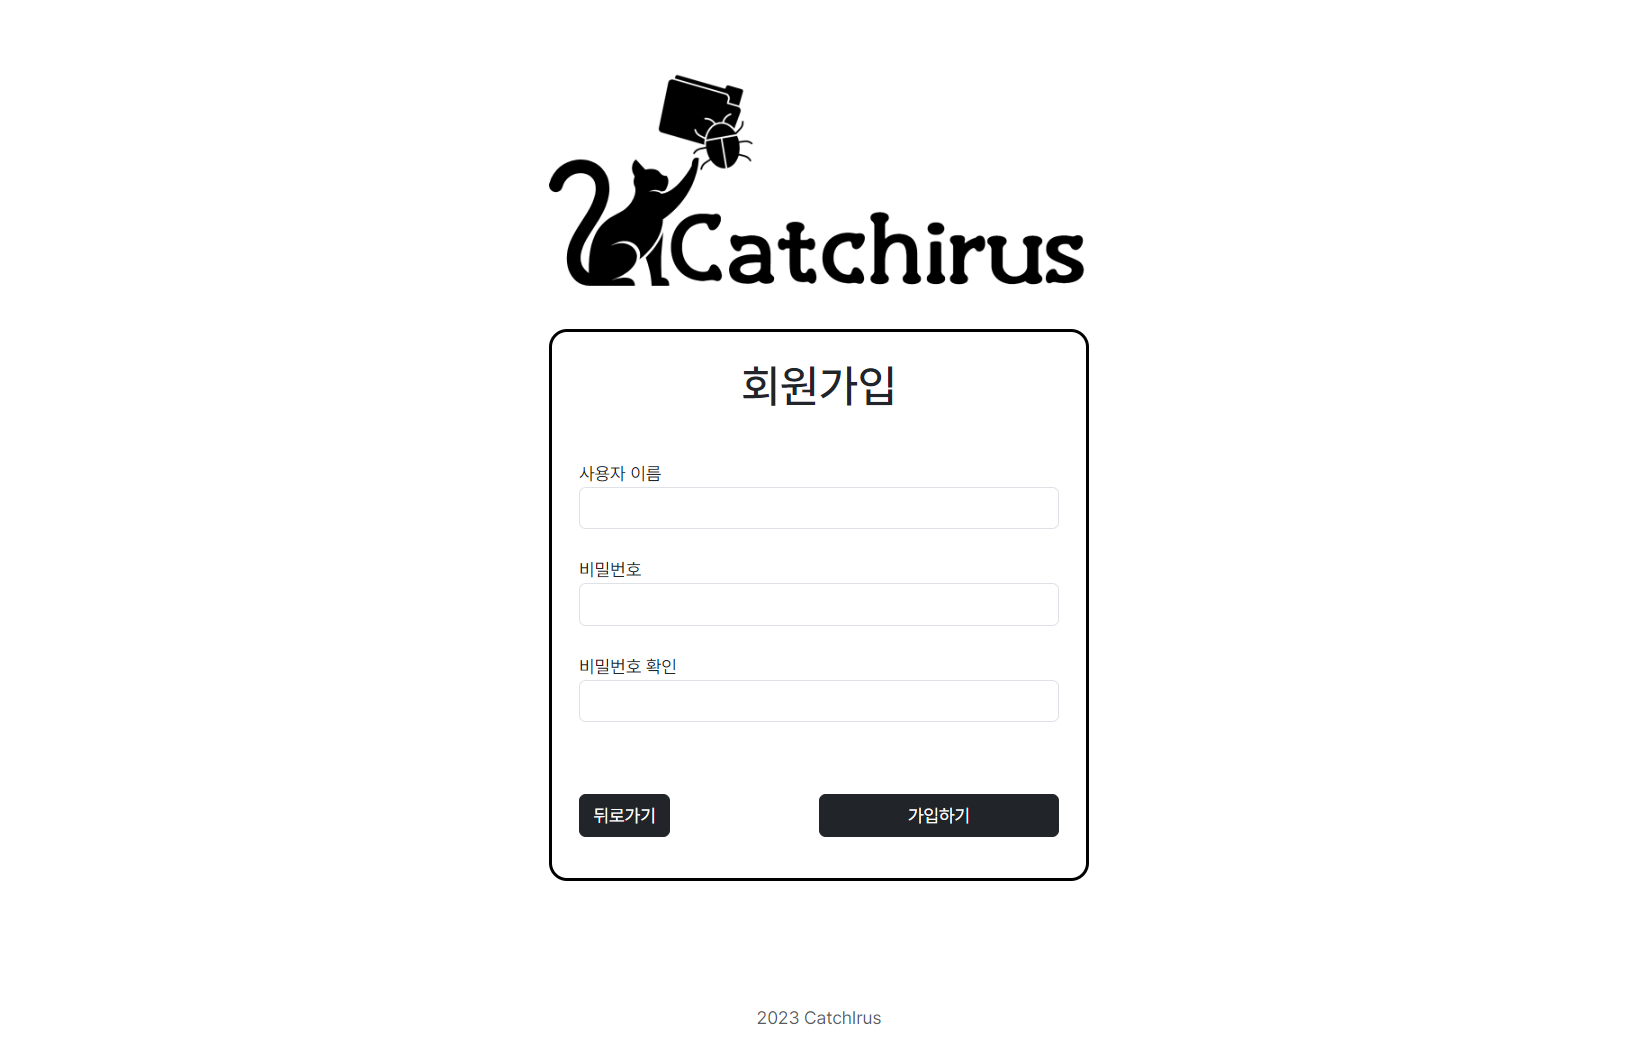 Catchirus
회원가입
사용자 이름
비밀번호
비밀번호 확인
뒤로가기 가입하기
2023 CatchIrus